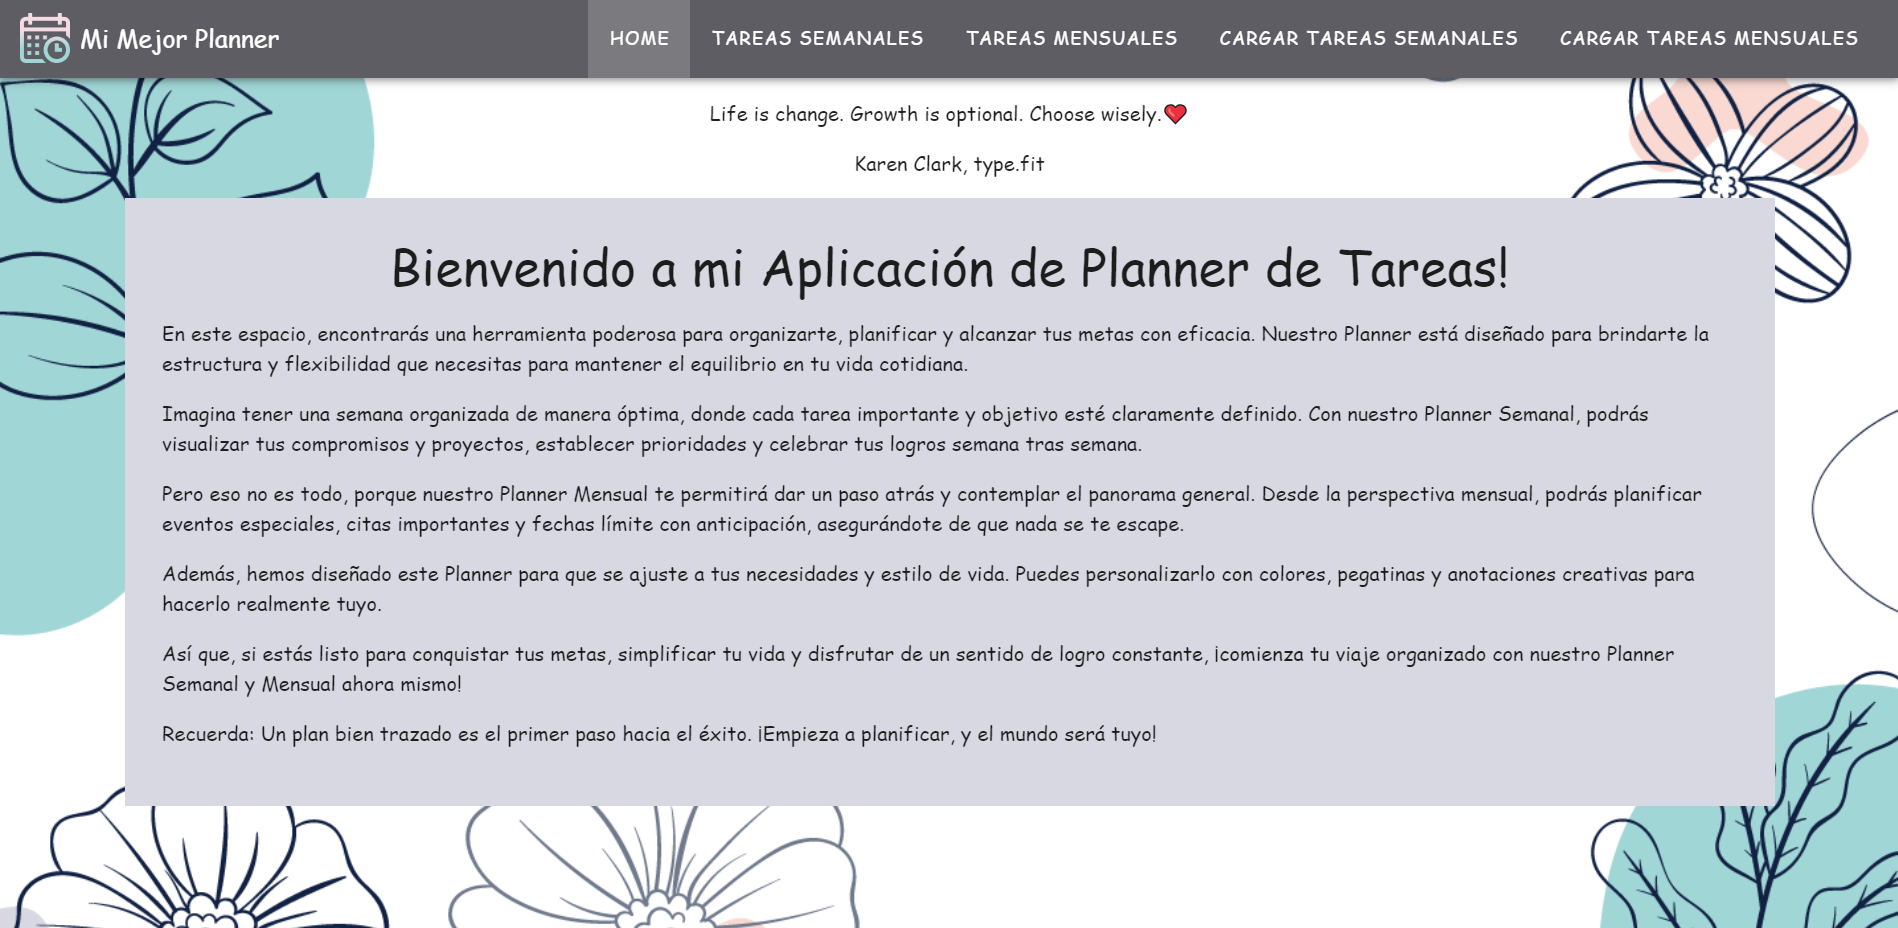 Mi Mejor Planner
HOME
TAREAS SEMANALES
TAREAS MENSUALES
CARGAR TAREAS SEMANALES
CARGAR TAREAS MENSUALES
Life is change. Growth is optional. Choose wisely.❤️
Karen Clark, type.fit
Bienvenido a mi Aplicación de Planner de Tareas!
En este espacio, encontrarás una herramienta poderosa para organizarte, planificar y alcanzar tus metas con eficacia. Nuestro Planner está diseñado para brindarte la
estructura y flexibilidad que necesitas para mantener el equilibrio en tu vida cotidiana.
Imagina tener una semana organizada de manera óptima, donde cada tarea importante y objetivo esté claramente definido. Con nuestro Planner Semanal, podrás
visualizar tus compromisos y proyectos, establecer prioridades y celebrar tus logros semana tras semana.
Pero eso no es todo, porque nuestro Planner Mensual te permitirá dar un paso atrás y contemplar el panorama general. Desde la perspectiva mensual, podrás planificar
eventos especiales, citas importantes y fechas límite con anticipación, asegurándote de que nada se te escape.
Además, hemos diseñado este Planner para que se ajuste a tus necesidades y estilo de vida. Puedes personalizarlo con colores, pegatinas y anotaciones creativas para
hacerlo realmente tuyo.
Así que, si estás listo para conquistar tus metas, simplificar tu vida y disfrutar de un sentido de logro constante, ¡comienza tu viaje organizado con nuestro Planner
Semanal y Mensual ahora mismo!
Recuerda: Un plan bien trazado es el primer paso hacia el éxito. ¡Empieza a planificar, y el mundo será tuyo!